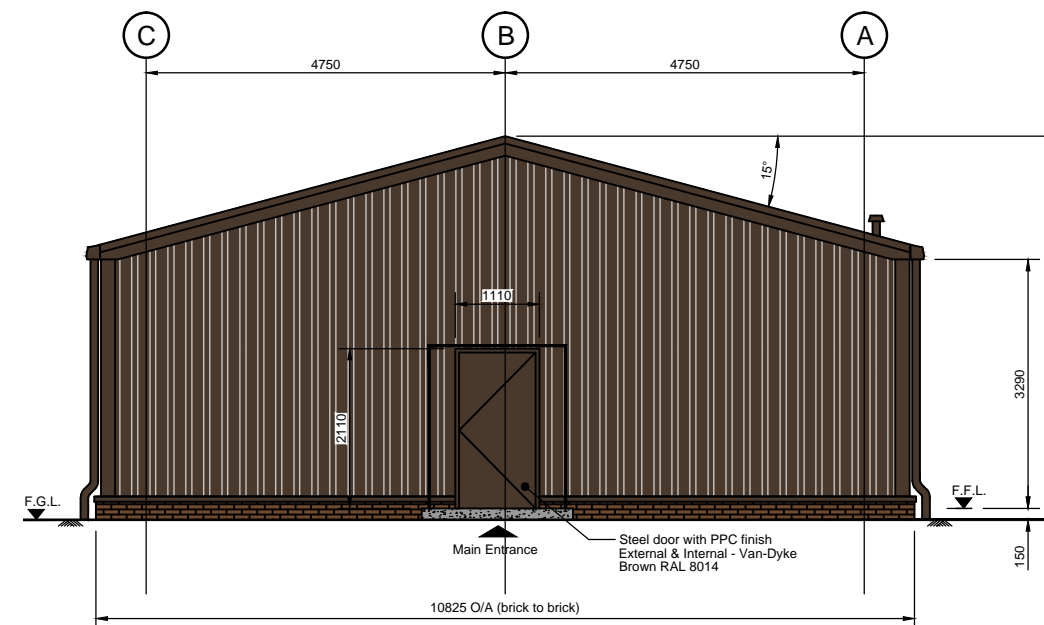 C
B
A
4750
4750
15°
1110
2110
3290
F.G.L.
F.F.L.
Main Entrance
Steel door with PPC finish
External & Internal - Van-Dyke
Brown RAL 8014
150
10825 O/A (brick to brick)